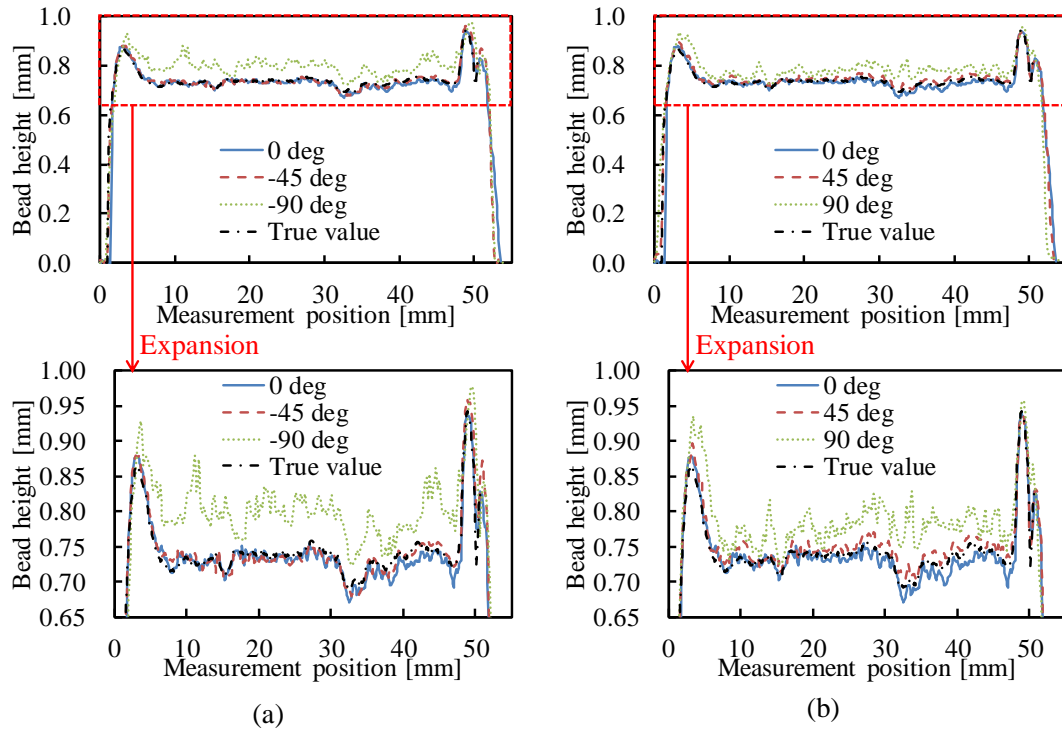 1.0
0.8
0.6
0.4
0.2
0.0
Bead height [mm]
0 deg
-45 deg
-90 deg
True value
0 10 20 30 40 50
Measurement position [mm]
Expansion
1.00
0.95
0.90
0.85
0.80
0.75
0.70
0.65
Bead height [mm]
0 deg
-45 deg
-90 deg
True value
0 10 20 30 40 50
Measurement position [mm]
(a)
1.0
0.8
0.6
0.4
0.2
0.0
Bead height [mm]
0 deg
45 deg
90 deg
True value
0 10 20 30 40 50
Measurement position [mm]
Expansion
1.00
0.95
0.90
0.85
0.80
0.75
0.70
0.65
Bead height [mm]
0 deg
45 deg
90 deg
True value
0 10 20 30 40 50
Measurement position [mm]
(b)